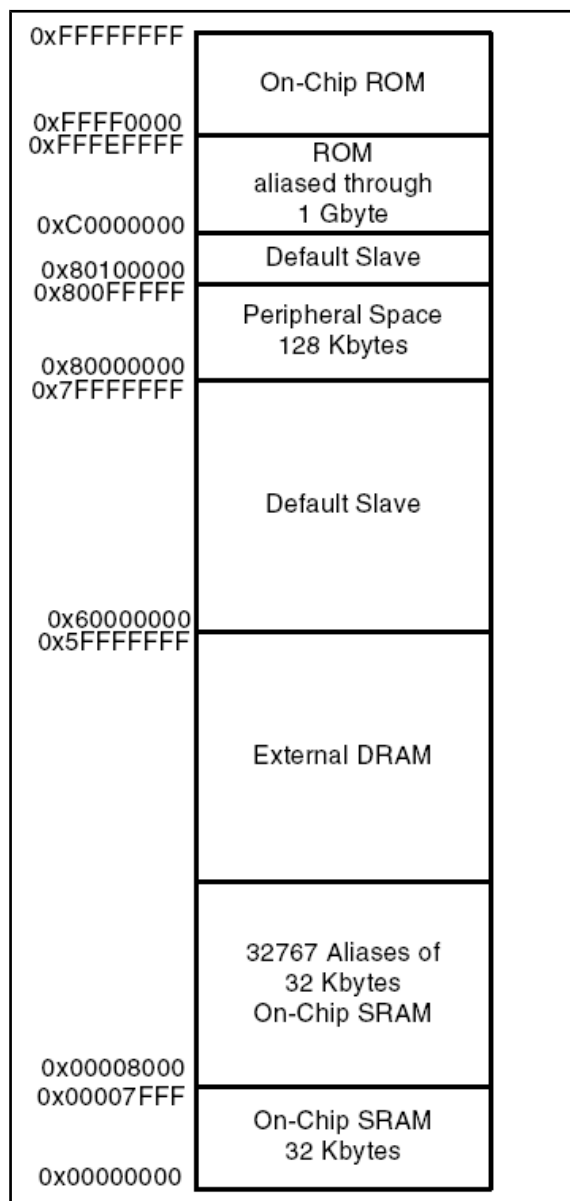 0xFFFFFFFF
On-Chip ROM
0xFFFF0000
0xFFFEFFFF
ROM
aliased through
1 Gbyte
0xC0000000
Default Slave
0x80100000
0x800FFFFF
Peripheral Space
128 Kbytes
0x80000000
0x7FFFFFFF
Default Slave
0x60000000
0x5FFFFFFF
External DRAM
32767 Aliases of
32 Kbytes
On-Chip SRAM
0x00008000
0x00007FFF
On-Chip SRAM
32 Kbytes
0x00000000